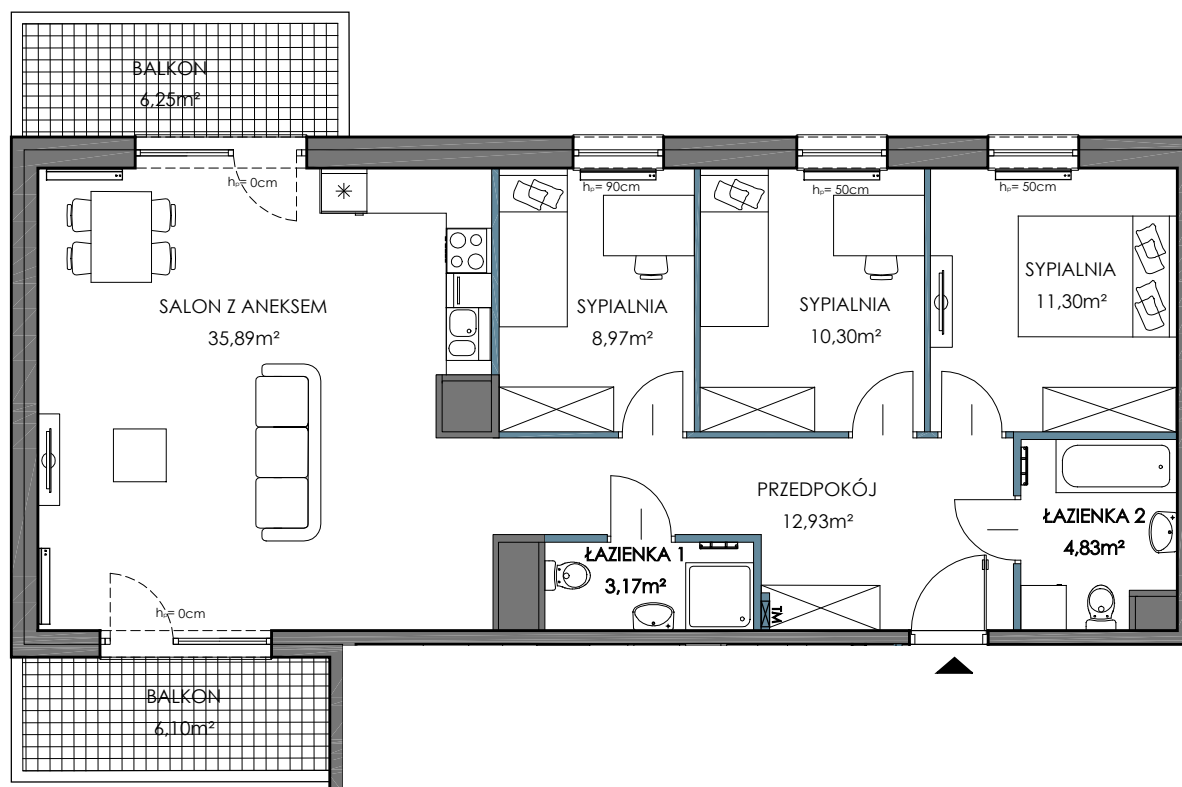 BALKON
6,25m²
hₚ= 0cm
hₚ= 90cm
hₚ= 50cm
hₚ= 50cm
SALON Z ANEKSEM
35,89m²
SYPIALNIA
8,97m²
SYPIALNIA
10,30m²
SYPIALNIA
11,30m²
PRZEDPOKÓJ
12,93m²
ŁAZIENKA 1
3,17m²
ŁAZIENKA 2
4,83m²
TM
hₚ= 0cm
BALKON
6,10m²